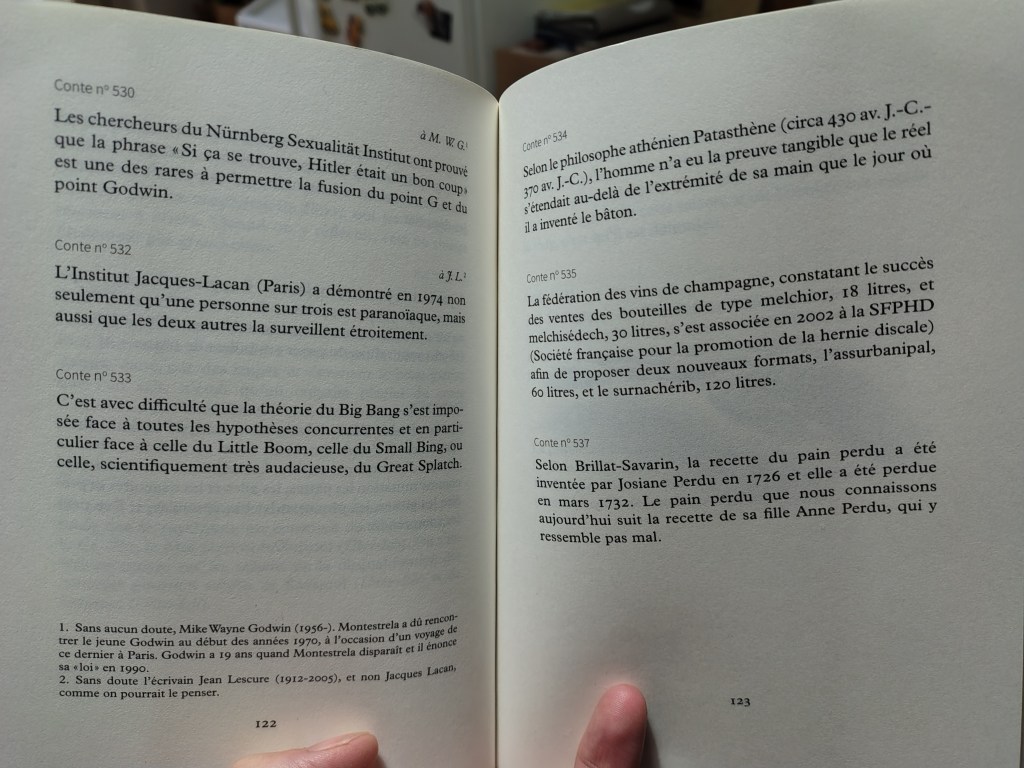 Conte nº 530
à M. W. G.¹
Les chercheurs du Nürnberg Sexualität Institut ont prouvé
que la phrase « Si ça se trouve, Hitler était un bon coup»
est une des rares à permettre la fusion du point G et du
point Godwin.
Conte nº 532
à J. L.²
L'Institut Jacques-Lacan (Paris) a démontré en 1974 non
seulement qu'une personne sur trois est paranoïaque, mais
aussi que les deux autres la surveillent étroitement.
Conte nº 533
C'est avec difficulté que la théorie du Big Bang s'est impo-
sée face à toutes les hypothèses concurrentes et en parti-
culier face à celle du Little Boom, celle du Small Bing, ou
celle, scientifiquement très audacieuse, du Great Splatch.
1. Sans aucun doute, Mike Wayne Godwin (1956-). Montestrela a dû rencon-
trer le jeune Godwin au début des années 1970, à l'occasion d'un voyage de
ce dernier à Paris. Godwin a 19 ans quand Montestrela disparaît et il énonce
sa «loi» en 1990.
2. Sans doute l'écrivain Jean Lescure (1912-2005), et non Jacques Lacan,
comme on pourrait le penser.
122
Conte nº 534
Selon le philosophe athénien Patasthène (circa 430 av. J.-C.-
370 av. J.-C.), l'homme n'a eu la preuve tangible que le réel
s'étendait au-delà de l'extrémité de sa main que le jour où
il a inventé le bâton.
Conte nº 535
La fédération des vins de champagne, constatant le succès
des ventes des bouteilles de type melchior, 18 litres, et
melchisédech, 30 litres, s'est associée en 2002 à la SFPHD
(Société française pour la promotion de la hernie discale)
afin de proposer deux nouveaux formats, l'assurbanipal,
60 litres, et le surnachérib, 120 litres.
Conte nº 537
Selon Brillat-Savarin, la recette du pain perdu a été
inventée par Josiane Perdu en 1726 et elle a été perdue
en mars 1732. Le pain perdu que nous connaissons
aujourd'hui suit la recette de sa fille Anne Perdu, qui y
ressemble pas mal.
123